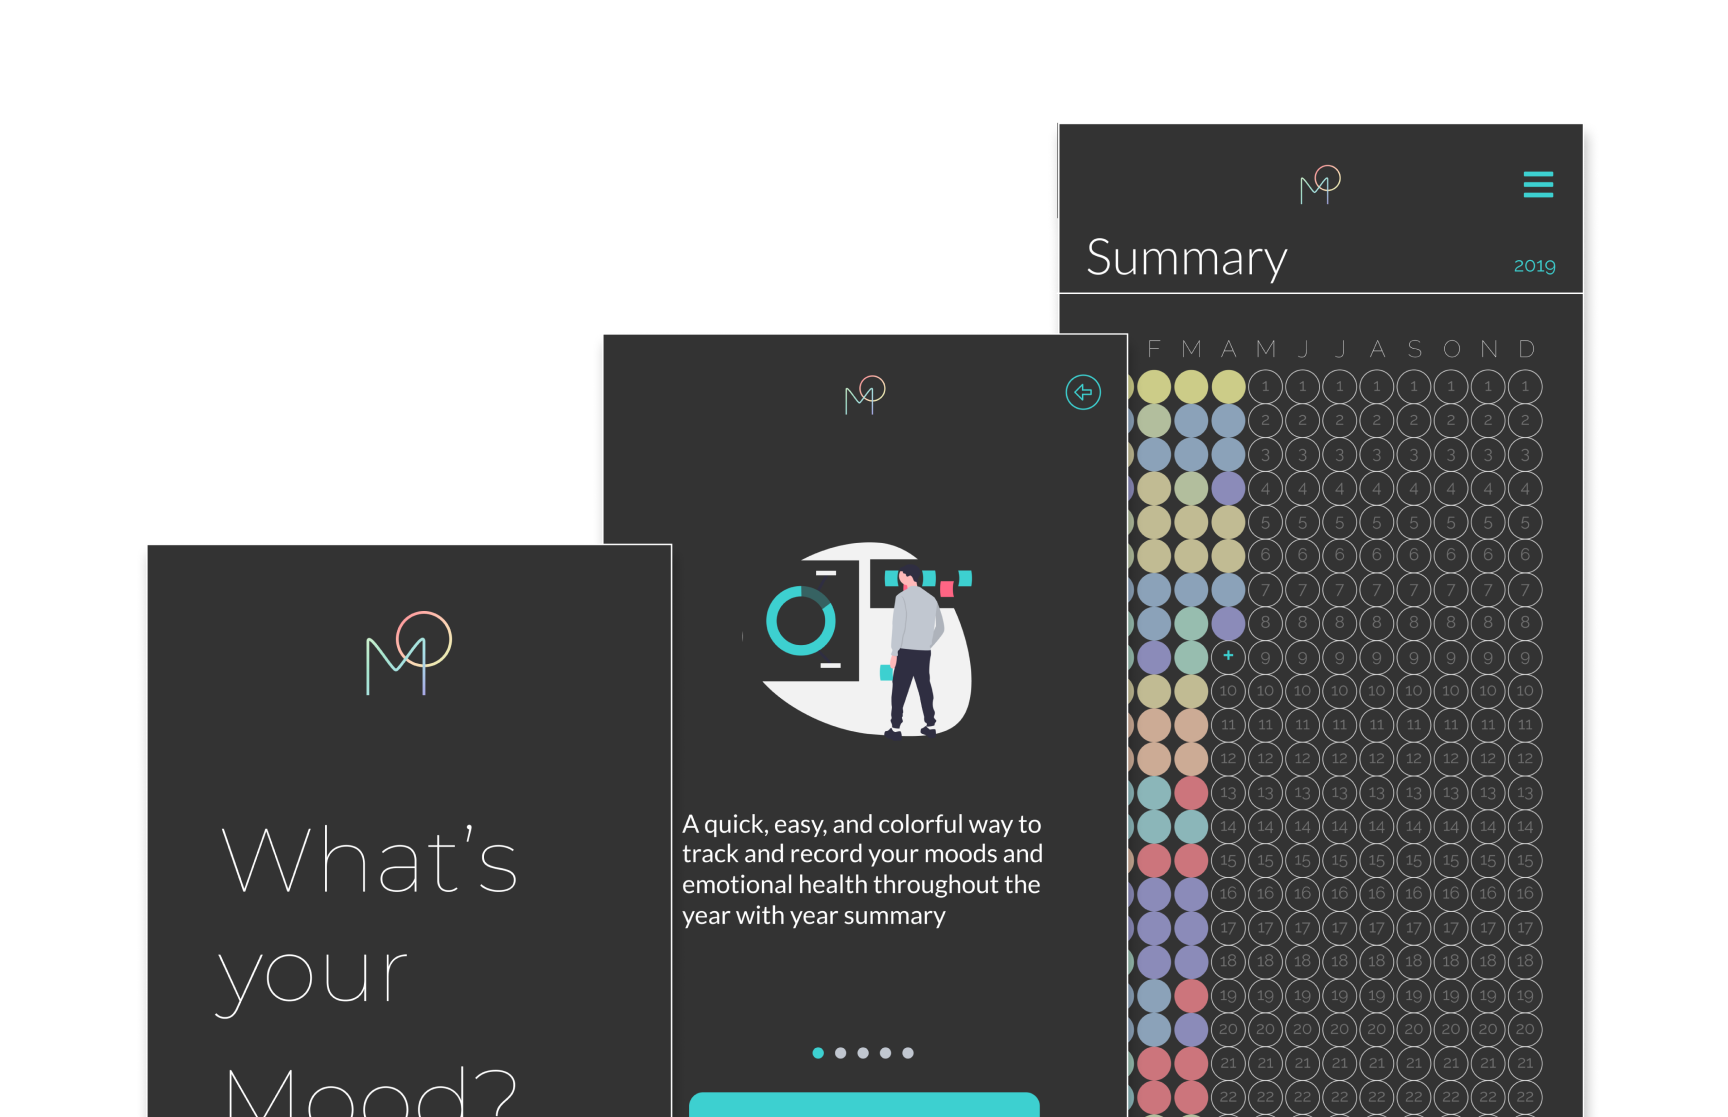 What's
your
Mood?
A quick, easy, and colorful way to
track and record your moods and
emotional health throughout the
year with year summary
Summary
2019
F M A M J J A S O N D
1 1 1 1 1 1 1 1
2 2 2 2 2 2 2 2
3 3 3 3 3 3 3 3
4 4 4 4 4 4 4 4
5 5 5 5 5 5 5 5
6 6 6 6 6 6 6 6
7 7 7 7 7 7 7 7
8 8 8 8 8 8 8 8
+ 9 9 9 9 9 9 9 9
10 10 10 10 10 10 10 10 10
11 11 11 11 11 11 11 11 11
12 12 12 12 12 12 12 12 12
13 13 13 13 13 13 13 13 13
14 14 14 14 14 14 14 14 14
15 15 15 15 15 15 15 15 15
16 16 16 16 16 16 16 16 16
17 17 17 17 17 17 17 17 17
18 18 18 18 18 18 18 18 18
19 19 19 19 19 19 19 19 19
20 20 20 20 20 20 20 20 20
21 21 21 21 21 21 21 21 21
22 22 22 22 22 22 22 22 22